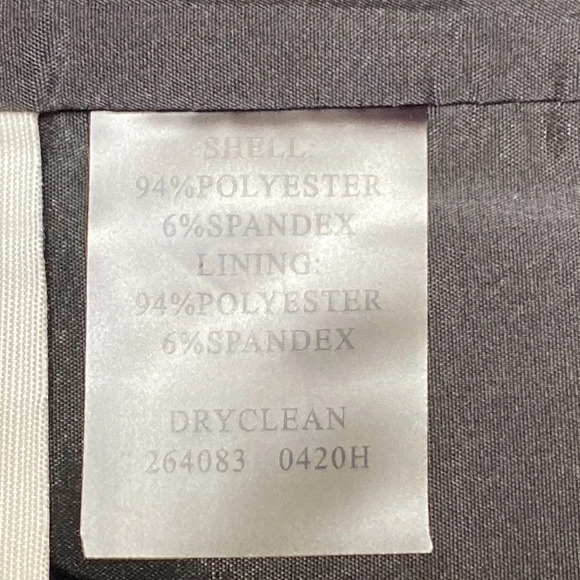 SHELL:
94%POLYESTER
6%SPANDEX
LINING:
94%POLYESTER
6%SPANDEX
DRYCLEAN
264083 0420H